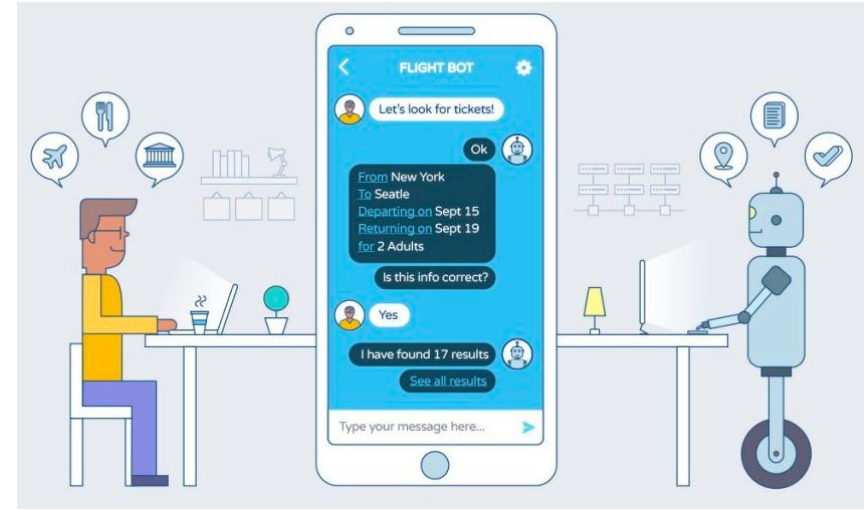 FLIGHT BOT
Let's look for tickets!
Ok
From New York
To Seatle
Departing on Sept 15
Returning on Sept 19
for 2 Adults
Is this info correct?
Yes
I have found 17 results
See all results
Type your message here...